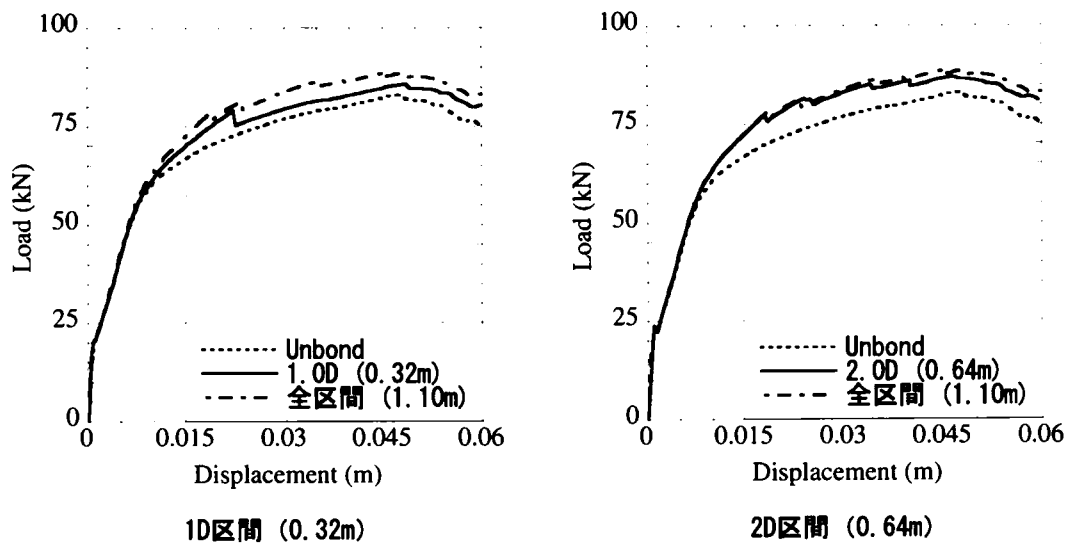 100
75
50
25
0
Load (kN)
Unbond
1.0D (0.32m)
全区間 (1.10m)
0
0.015
0.03
0.045
0.06
Displacement (m)
1D区間 (0.32m)
100
75
50
25
0
Load (kN)
Unbond
2.0D (0.64m)
全区間 (1.10m)
0
0.015
0.03
0.045
0.06
Displacement (m)
2D区間 (0.64m)